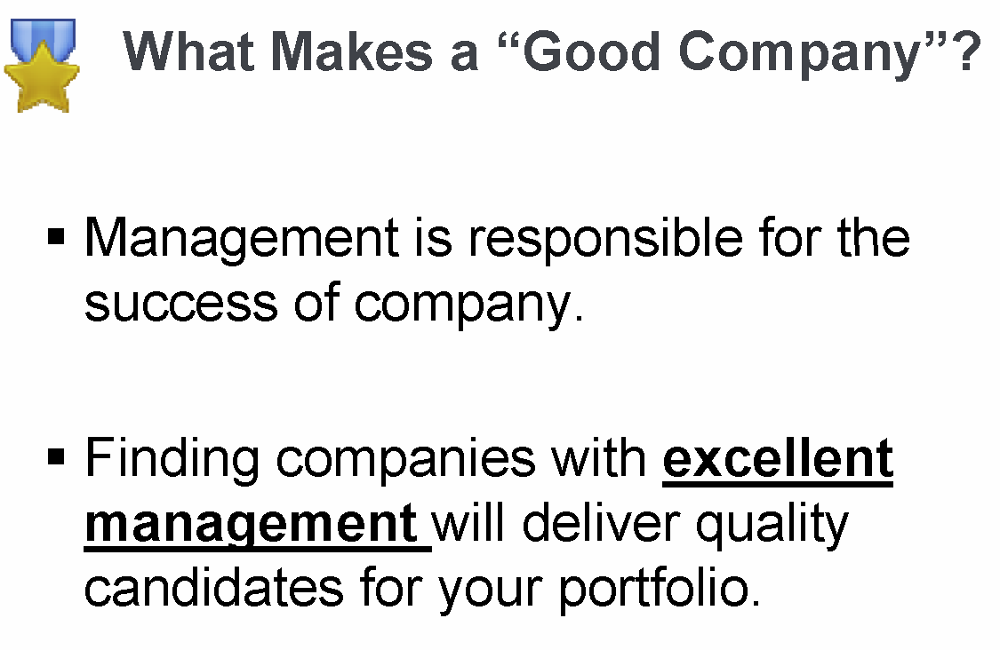 What Makes a “Good Company”?
▪ Management is responsible for the
success of company.
▪ Finding companies with excellent
management will deliver quality
candidates for your portfolio.